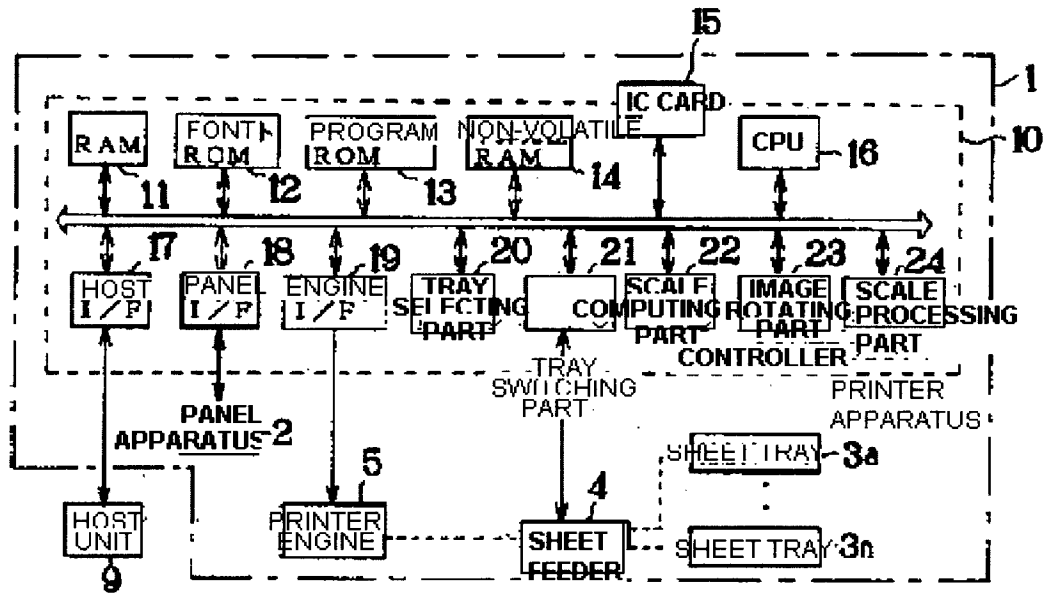 15
IC CARD
1
10
RAM
11
FONT
ROM
12
PROGRAM
ROM
13
NON-VOLATILE
RAM
14
CPU
16
17
HOST
I/F
18
PANEL
I/F
19
ENGINE
I/F
20
TRAY
SELECTING
PART
21
22
SCALE
COMPUTING
PART
23
IMAGE
ROTATING
PART
24
SCALE
PROCESSING
PART
CONTROLLER
TRAY
SWITCHING
PART
PRINTER
APPARATUS
PANEL
APPARATUS 2
SHEET TRAY 3a
5
PRINTER
ENGINE
4
SHEET
FEEDER
SHEET TRAY 3n
HOST
UNIT
9